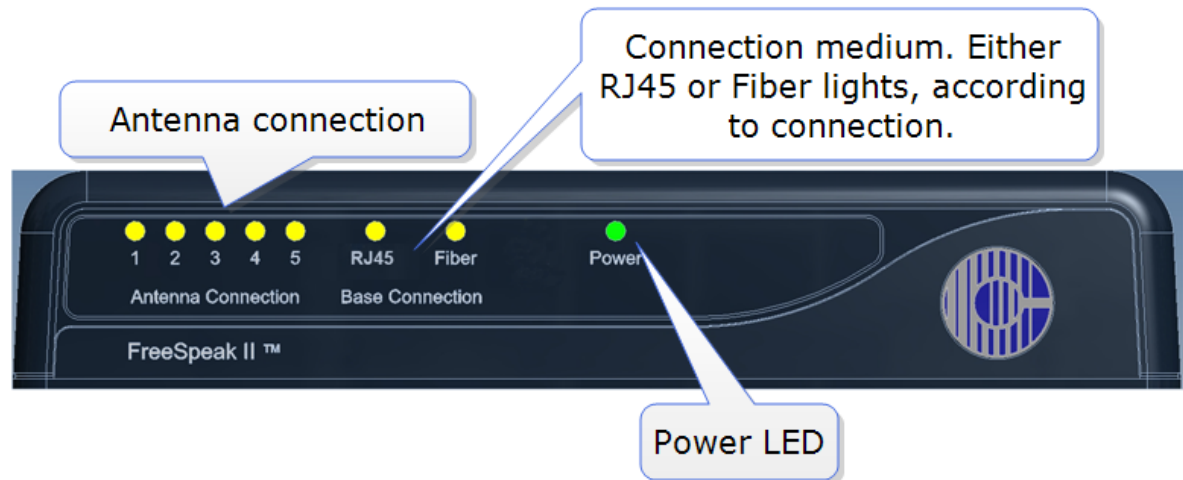 Connection medium. Either
RJ45 or Fiber lights, according
to connection.
Antenna connection
1 2 3 4 5 RJ45 Fiber Power
Antenna Connection Base Connection
FreeSpeak II ™
Power LED